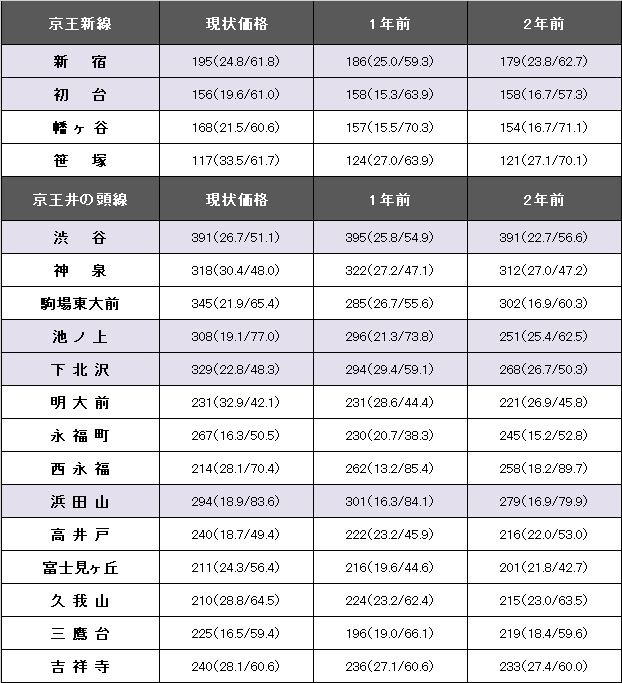 京王新線 現状価格 1年前 2年前
新宿 195(24.8/61.8) 186(25.0/59.3) 179(23.8/62.7)
初台 156(19.6/61.0) 158(15.3/63.9) 158(16.7/57.3)
幡ヶ谷 168(21.5/60.6) 157(15.5/70.3) 154(16.7/71.1)
笹塚 117(33.5/61.7) 124(27.0/63.9) 121(27.1/70.1)
京王井の頭線 現状価格 1年前 2年前
渋谷 391(26.7/51.1) 395(25.8/54.9) 391(22.7/56.6)
神泉 318(30.4/48.0) 322(27.2/47.1) 312(27.0/47.2)
駒場東大前 345(21.9/65.4) 285(26.7/55.6) 302(16.9/60.3)
池ノ上 308(19.1/77.0) 296(21.3/73.8) 251(25.4/62.5)
下北沢 329(22.8/48.3) 294(29.4/59.1) 268(26.7/50.3)
明大前 231(32.9/42.1) 231(28.6/44.4) 221(26.9/45.8)
永福町 267(16.3/50.5) 230(20.7/38.3) 245(15.2/52.8)
西永福 214(28.1/70.4) 262(13.2/85.4) 258(18.2/89.7)
浜田山 294(18.9/83.6) 301(16.3/84.1) 279(16.9/79.9)
高井戸 240(18.7/49.4) 222(23.2/45.9) 216(22.0/53.0)
富士見ヶ丘 211(24.3/56.4) 216(19.6/44.6) 201(21.8/42.7)
久我山 210(28.8/64.5) 224(23.2/62.4) 215(23.0/63.5)
三鷹台 225(16.5/59.4) 196(19.0/66.1) 219(18.4/59.6)
吉祥寺 240(28.1/60.6) 236(27.1/60.6) 233(27.4/60.0)